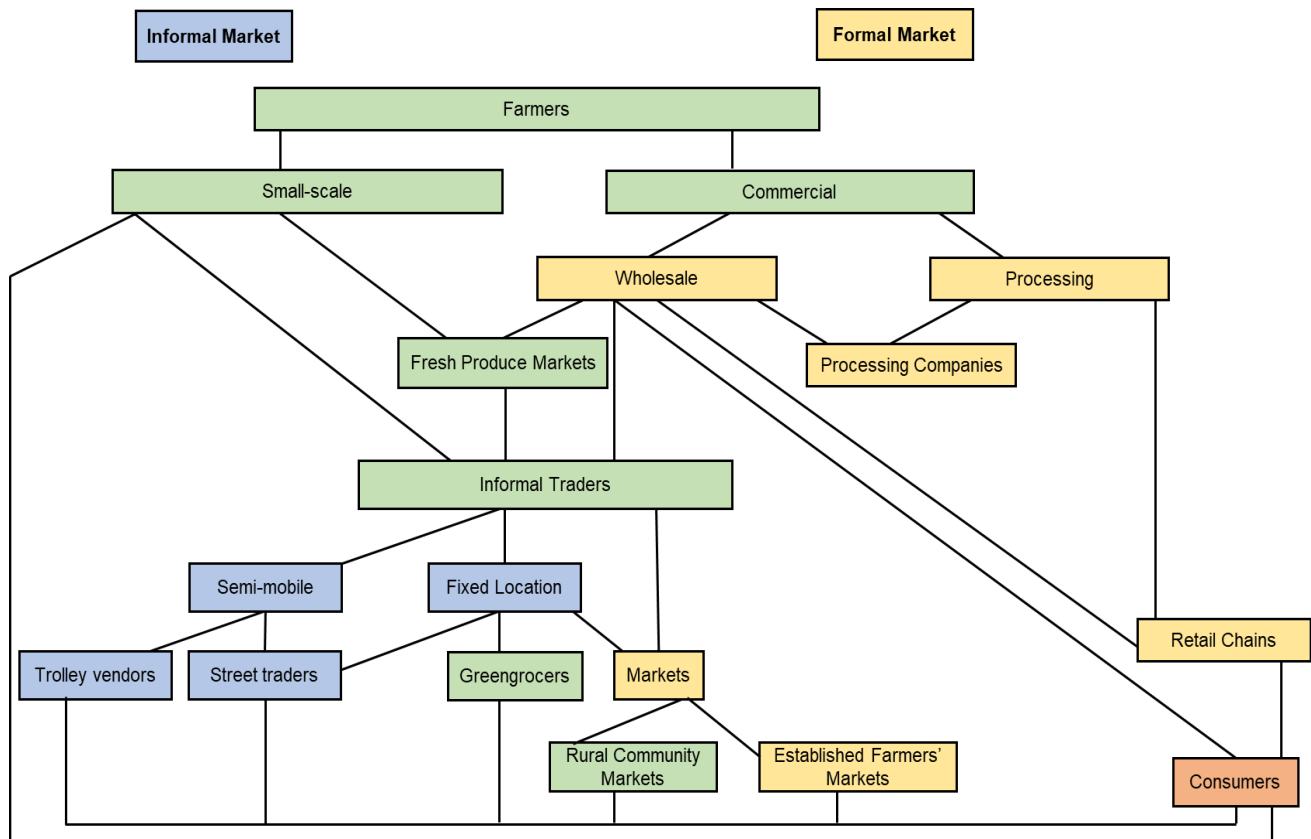 Informal Market
Formal Market
Farmers
Small-scale
Commercial
Wholesale
Processing
Fresh Produce Markets
Processing Companies
Informal Traders
Semi-mobile
Fixed Location
Retail Chains
Trolley vendors
Street traders
Greengrocers
Markets
Rural Community
Markets
Established Farmers’
Markets
Consumers